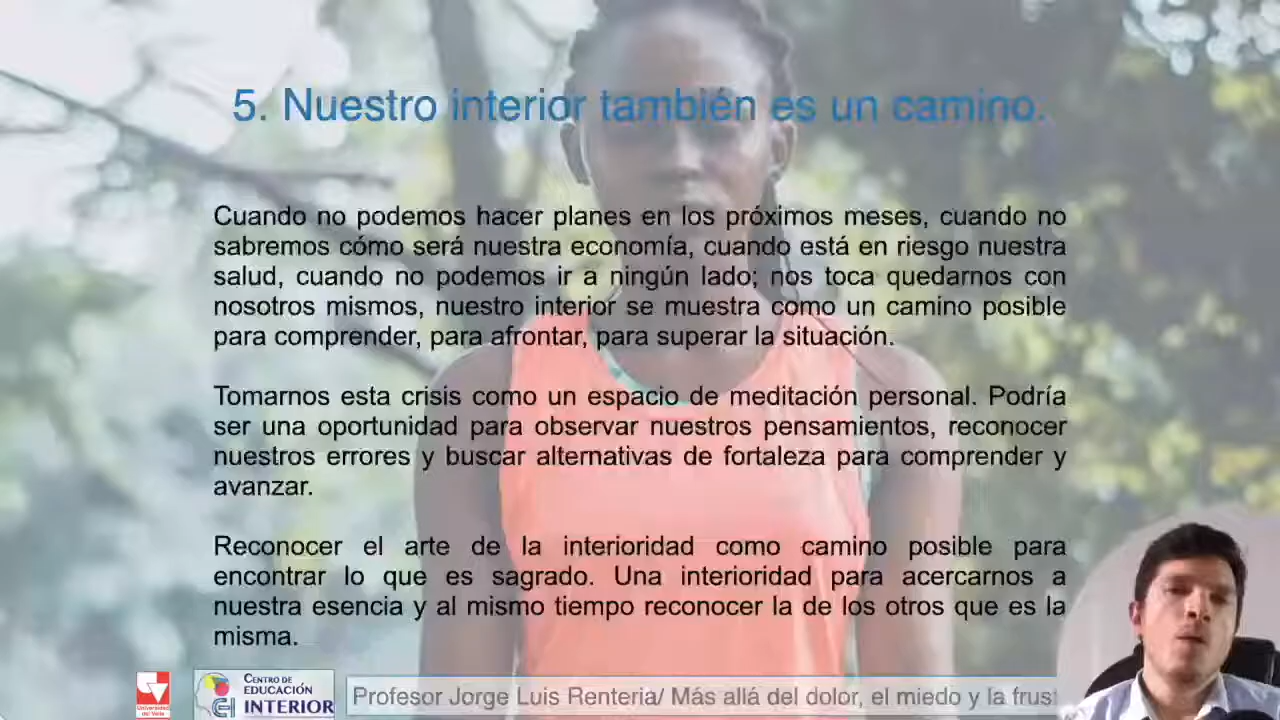 5. Nuestro interior también es un camino.
Cuando no podemos hacer planes en los próximos meses, cuando no
sabremos cómo será nuestra economía, cuando está en riesgo nuestra
salud, cuando no podemos ir a ningún lado; nos toca quedarnos con
nosotros mismos, nuestro interior se muestra como un camino posible
para comprender, para afrontar, para superar la situación.
Tomarnos esta crisis como un espacio de meditación personal. Podría
ser una oportunidad para observar nuestros pensamientos, reconocer
nuestros errores y buscar alternativas de fortaleza para comprender y
avanzar.
Reconocer el arte de la interioridad como camino posible para
encontrar lo que es sagrado. Una interioridad para acercarnos a
nuestra esencia y al mismo tiempo reconocer la de los otros que es la
misma.
Universidad
del Valle
CENTRO DE
EDUCACIÓN
INTERIOR
Profesor Jorge Luis Renteria/ Más allá del dolor, el miedo y la frust